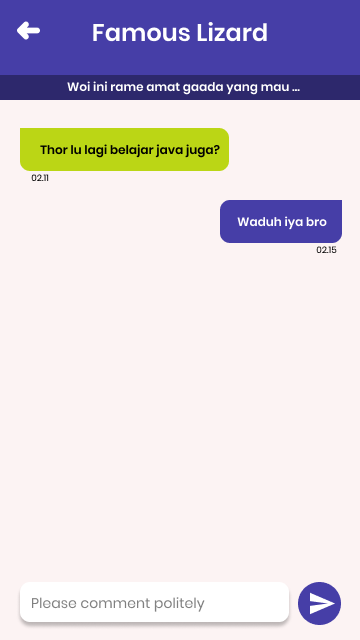 Famous Lizard
Woi ini rame amat gaada yang mau ...
Thor lu lagi belajar java juga?
02.11
Waduh iya bro
02.15
Please comment politely